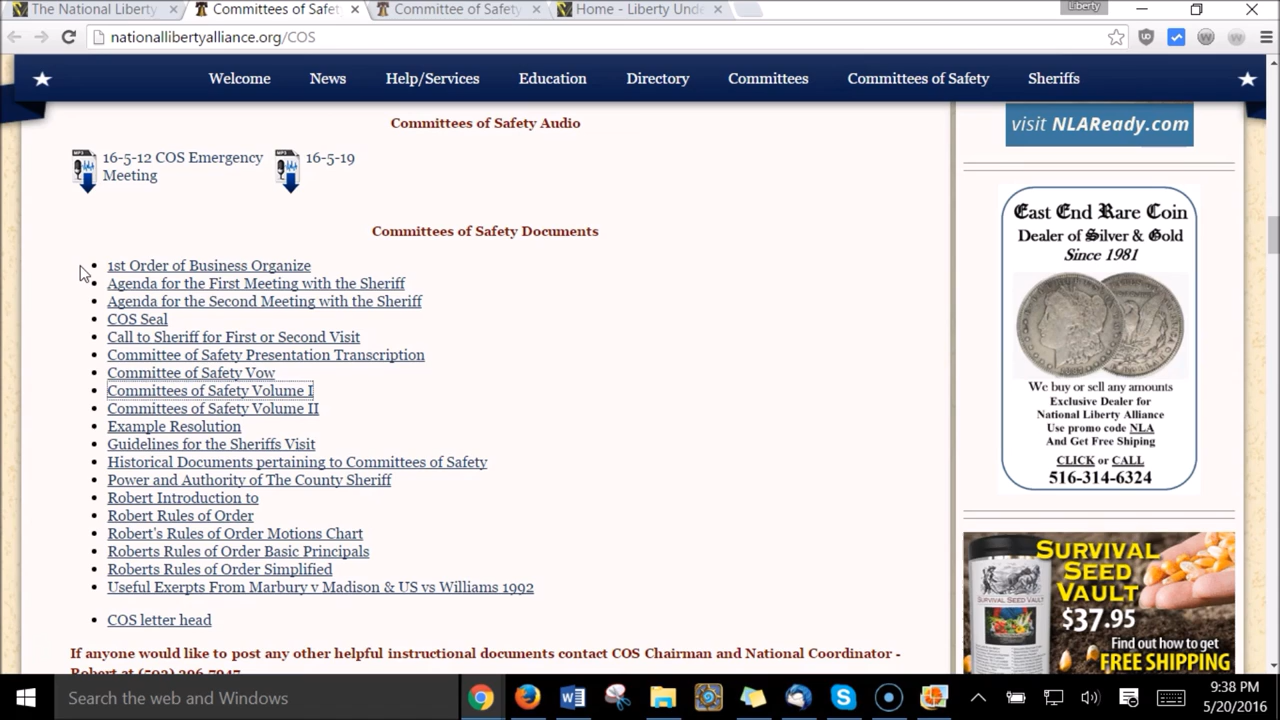 The National Liberty
Committees of Safet
Committee of Safety
Home - Liberty Und
Liberty
nationallibertyalliance.org/COS
Welcome
News
Help/Services
Education
Directory
Committees
Committees of Safety
Sheriffs
Committees of Safety Audio
16-5-12 COS Emergency
Meeting
16-5-19
Committees of Safety Documents
1st Order of Business Organize
Agenda for the First Meeting with the Sheriff
Agenda for the Second Meeting with the Sheriff
COS Seal
Call to Sheriff for First or Second Visit
Committee of Safety Presentation Transcription
Committee of Safety Vow
Committees of Safety Volume I
Committees of Safety Volume II
Example Resolution
Guidelines for the Sheriffs Visit
Historical Documents pertaining to Committees of Safety
Power and Authority of The County Sheriff
Robert Introduction to
Robert Rules of Order
Robert's Rules of Order Motions Chart
Roberts Rules of Order Basic Principals
Roberts Rules of Order Simplified
Useful Exerpts From Marbury v Madison & US vs Williams 1992
COS letter head
If anyone would like to post any other helpful instructional documents contact COS Chairman and National Coordinator -
visit NLAReady.com
East End Rare Coin
Dealer of Silver & Gold
Since 1981
We buy or sell any amounts
Exclusive Dealer for
National Liberty Alliance
Use promo code NLA
And Get Free Shiping
CLICK or CALL
516-314-6324
SURVIVAL
SEED
VAULT
$37.95
Find out how to get
FREE SHIPPING
SURVIVAL
SEED VAULT
Search the web and Windows
9:38 PM
5/20/2016